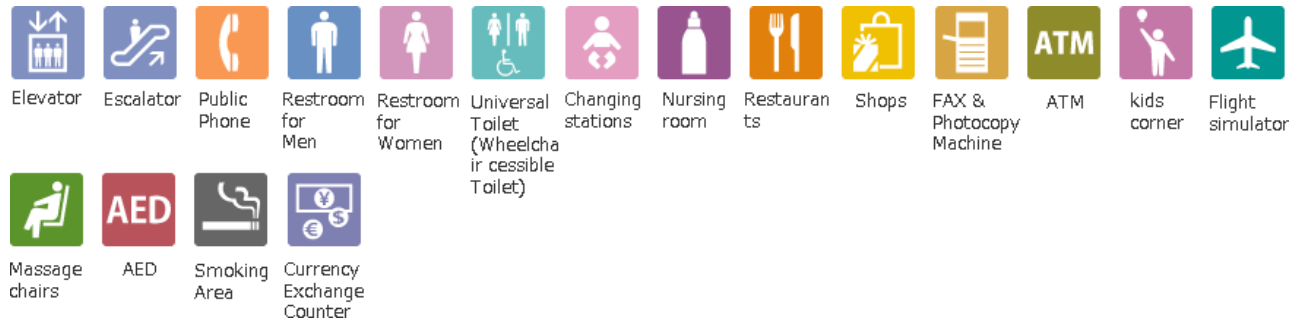 Elevator
Escalator
Public
Phone
Restroom
for
Men
Restroom
for
Women
Universal
Toilet
(Wheelcha
ir cessible
Toilet)
Changing
stations
Nursing
room
Restauran
ts
Shops
FAX &
Photocopy
Machine
ATM
ATM
kids
corner
Flight
simulator
Massage
chairs
AED
AED
Smoking
Area
¥
$
€
Currency
Exchange
Counter